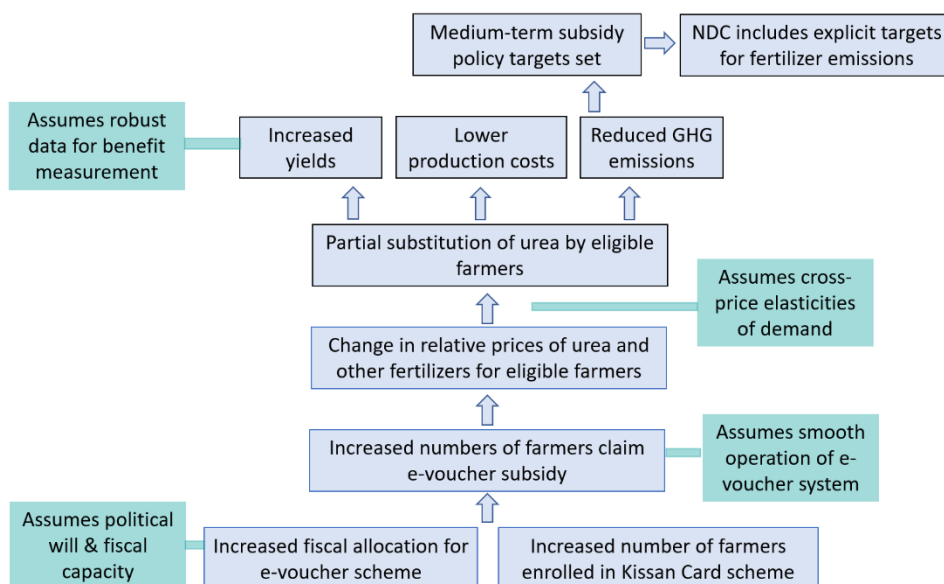 Medium-term subsidy
policy targets set
NDC includes explicit targets
for fertilizer emissions
Assumes robust
data for benefit
measurement
Increased
yields
Lower
production costs
Reduced GHG
emissions
Partial substitution of urea by eligible
farmers
Assumes cross-
price elasticities
of demand
Change in relative prices of urea and
other fertilizers for eligible farmers
Increased numbers of farmers claim
e-voucher subsidy
Assumes smooth
operation of e-
voucher system
Assumes political
will & fiscal
capacity
Increased fiscal allocation for
e-voucher scheme
Increased number of farmers
enrolled in Kissan Card scheme